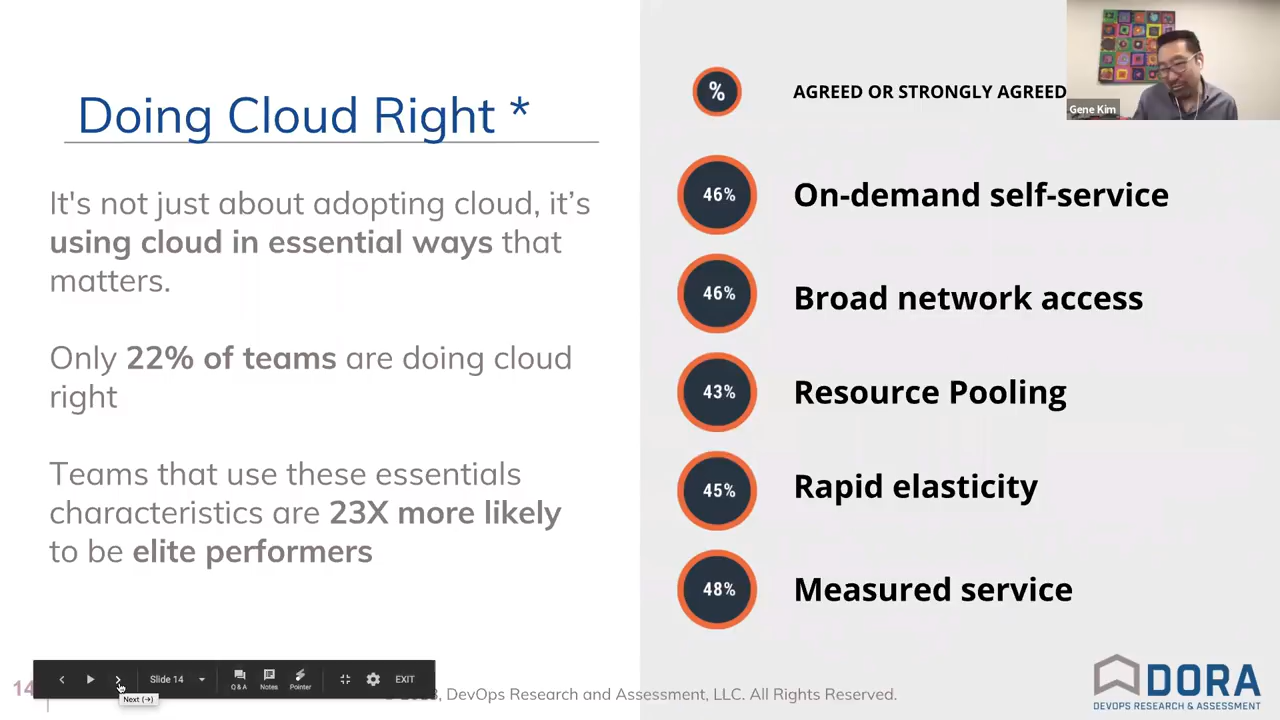 Doing Cloud Right *
It's not just about adopting cloud, it’s
using cloud in essential ways that
matters.
Only 22% of teams are doing cloud
right
Teams that use these essentials
characteristics are 23X more likely
to be elite performers
%
AGREED OR STRONGLY AGREED
46%
On-demand self-service
46%
Broad network access
43%
Resource Pooling
45%
Rapid elasticity
48%
Measured service
Gene Kim
14
Slide 14
Q & A
Notes
Pointer
EXIT
Next (→)
DevOps Research and Assessment, LLC. All Rights Reserved.
DORA
DEVOPS RESEARCH & ASSESSMENT